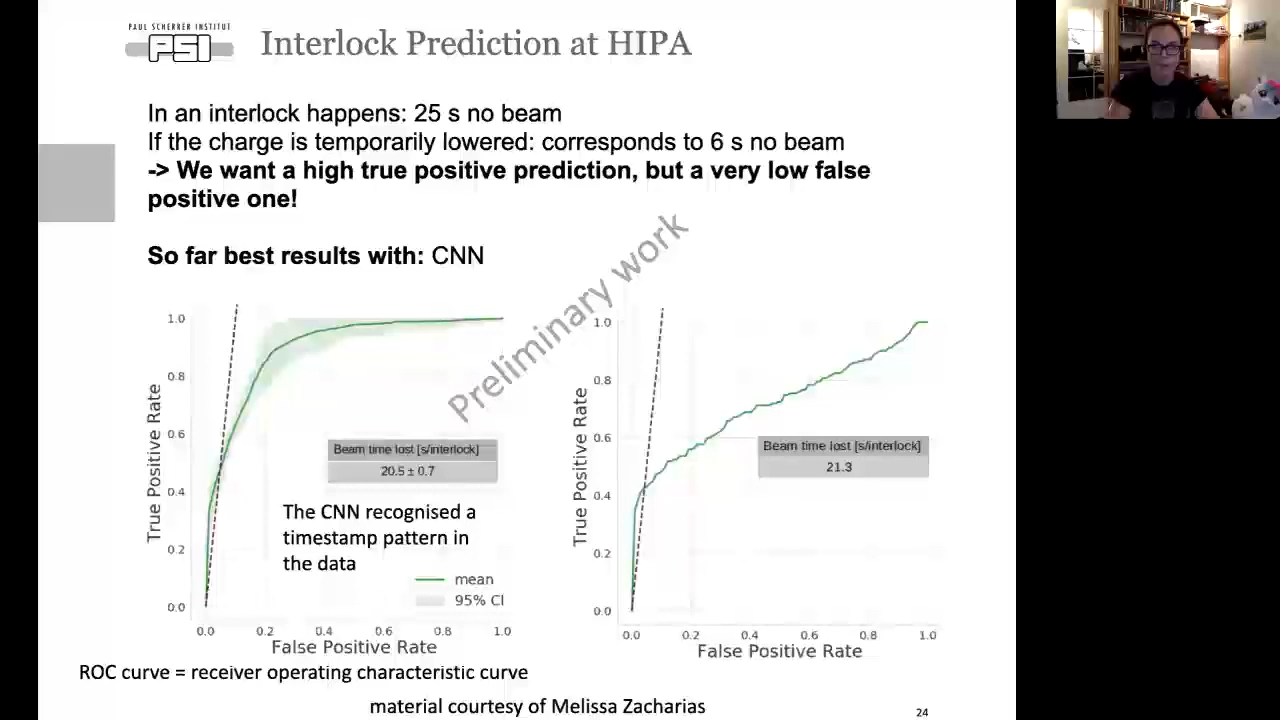 PAUL SCHERRER INSTITUT
PSI
Interlock Prediction at HIPA
In an interlock happens: 25 s no beam
If the charge is temporarily lowered: corresponds to 6 s no beam
-> We want a high true positive prediction, but a very low false
positive one!
So far best results with: CNN
Preliminary work
1.0
0.8
0.6
0.4
0.2
0.0
True Positive Rate
Beam time lost [s/interlock]
20.5 ± 0.7
The CNN recognised a
timestamp pattern in
the data
mean
95% CI
0.0 0.2 0.4 0.6 0.8 1.0
False Positive Rate
1.0
0.8
0.6
0.4
0.2
0.0
True Positive Rate
Beam time lost [s/interlock]
21.3
0.0 0.2 0.4 0.6 0.8 1.0
False Positive Rate
ROC curve = receiver operating characteristic curve
material courtesy of Melissa Zacharias
24